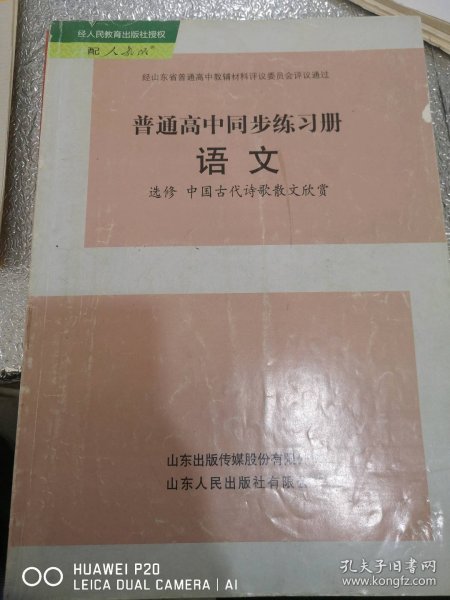 经人民教育出版社授权
配人教版
经山东省普通高中教辅材料评议委员会评议通过
普通高中同步练习册
语文
选修 中国古代诗歌散文欣赏
山东出版传媒股份有限
山东人民出版社有限
HUAWEI P20
LEICA DUAL CAMERA | AI
孔夫子旧书网
www.kongfz.com